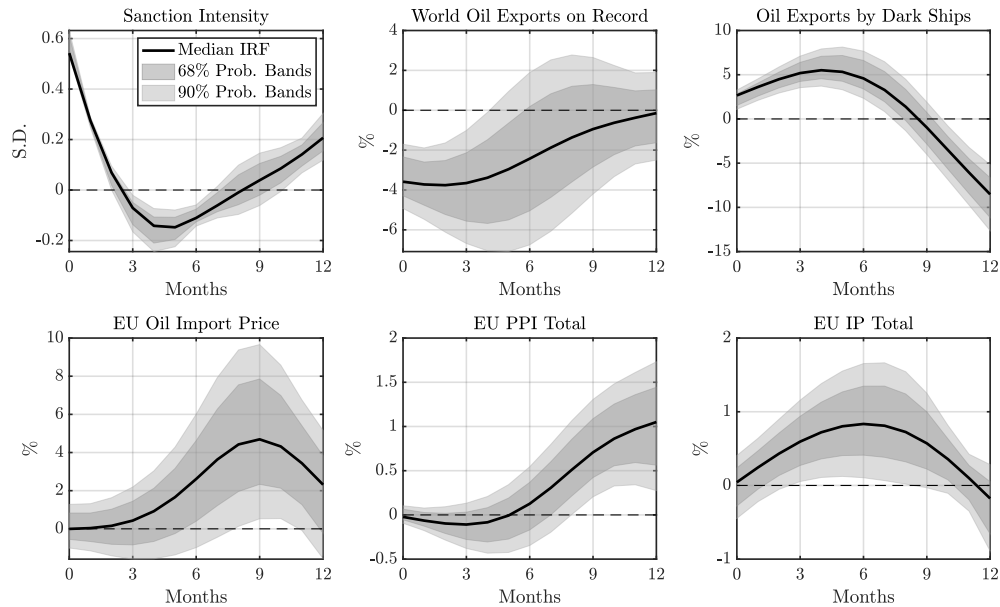 Sanction Intensity
0.6
0.4
0.2
0
-0.2
S.D.
Median IRF
68% Prob. Bands
90% Prob. Bands
0 3 6 9 12
Months
World Oil Exports on Record
4
2
0
-2
-4
-6
%
0 3 6 9 12
Months
Oil Exports by Dark Ships
10
5
0
-5
-10
-15
%
0 3 6 9 12
Months
EU Oil Import Price
10
8
6
4
2
0
%
0 3 6 9 12
Months
EU PPI Total
2
1.5
1
0.5
0
-0.5
%
0 3 6 9 12
Months
EU IP Total
2
1
0
-1
%
0 3 6 9 12
Months